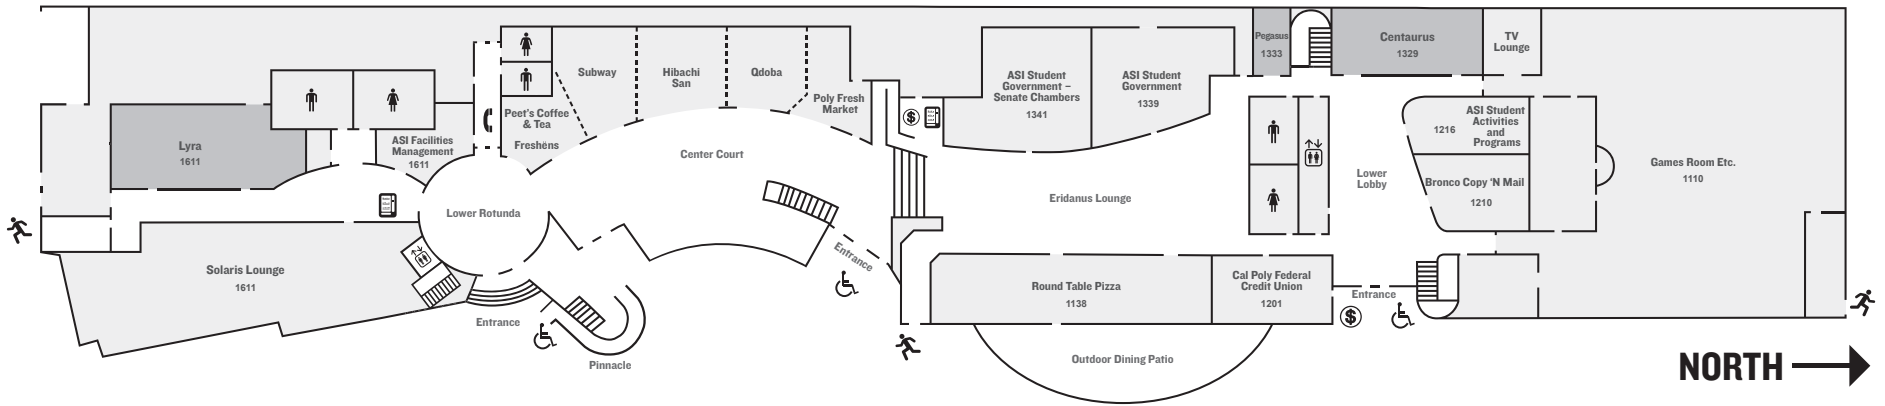 Lyra
1611
ASI Facilities
Management
1611
Solaris Lounge
1611
Lower Rotunda
Entrance
Pinnacle
Peet's Coffee
& Tea
Freshëns
Subway
Hibachi
San
Qdoba
Poly Fresh
Market
Center Court
Entrance
$
ASI Student
Government –
Senate Chambers
1341
ASI Student
Government
1339
Eridanus Lounge
Round Table Pizza
1138
Cal Poly Federal
Credit Union
1201
Outdoor Dining Patio
Pegasus
1333
Centaurus
1329
TV
Lounge
Lower
Lobby
1216
ASI Student
Activities
and
Programs
Bronco Copy 'N Mail
1210
Games Room Etc.
1110
Entrance
$
NORTH